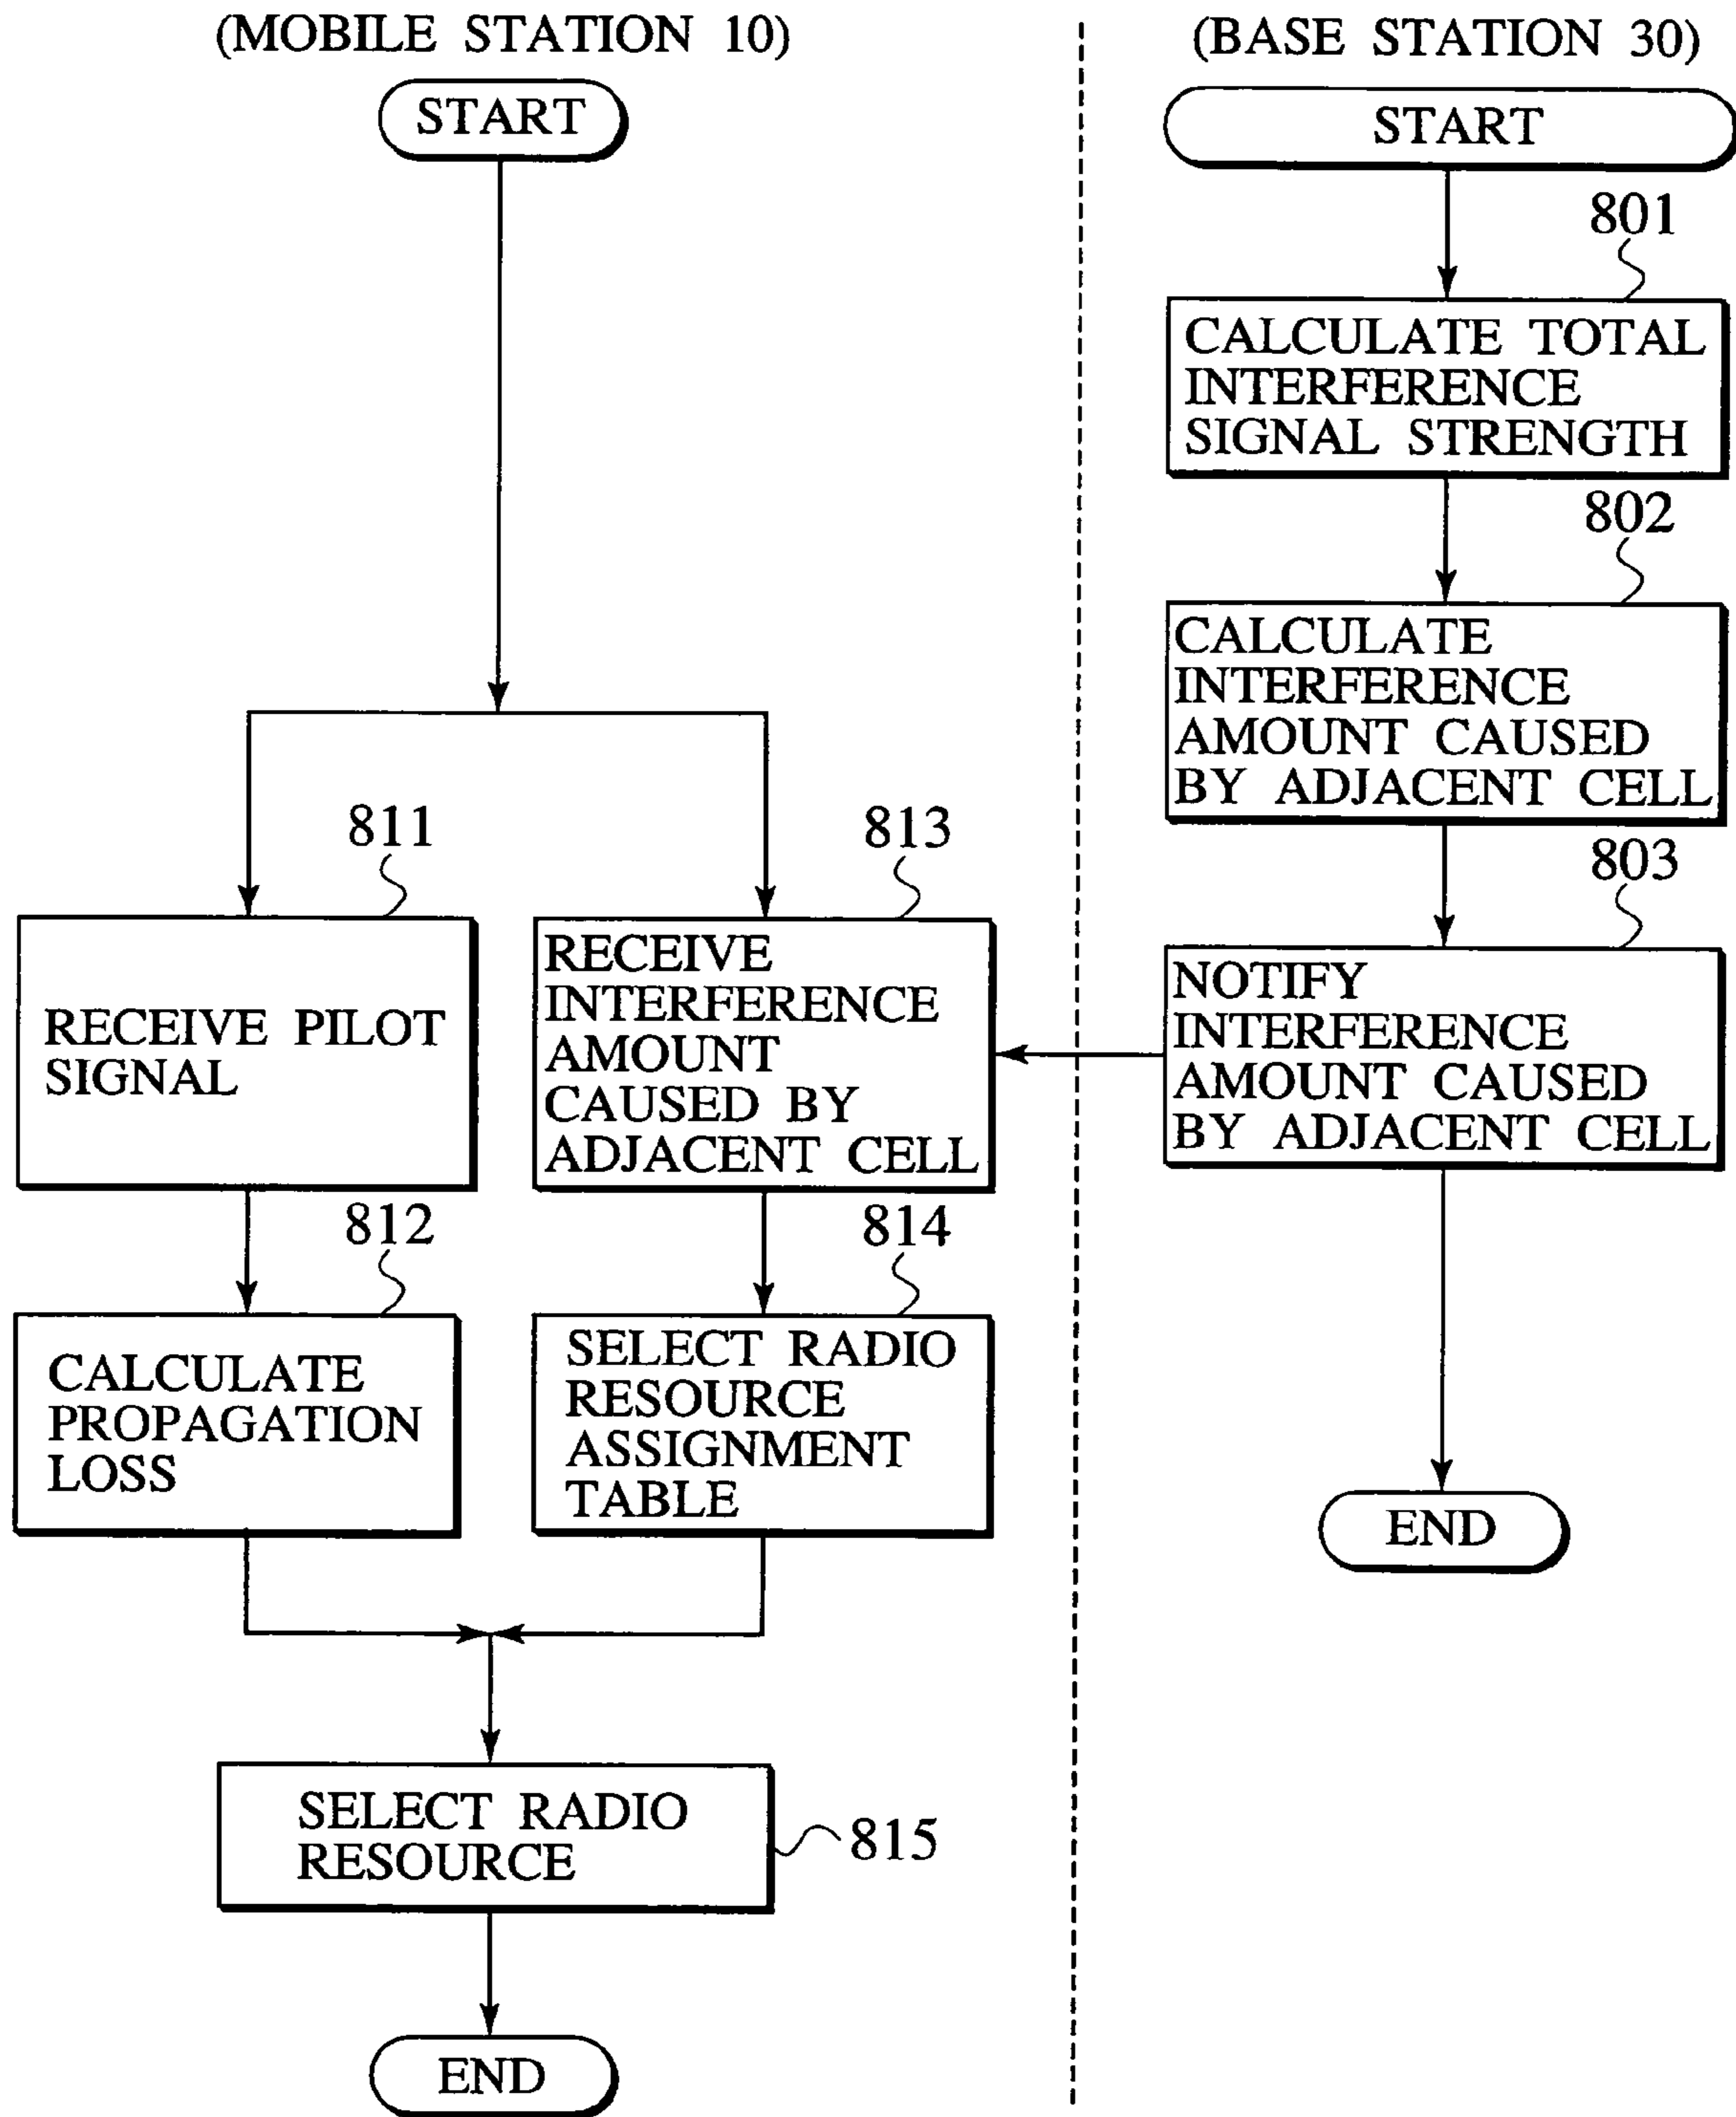 (MOBILE STATION 10)
START
811
RECEIVE PILOT
SIGNAL
812
CALCULATE
PROPAGATION
LOSS
813
RECEIVE
INTERFERENCE
AMOUNT
CAUSED BY
ADJACENT CELL
814
SELECT RADIO
RESOURCE
ASSIGNMENT
TABLE
SELECT RADIO
RESOURCE
815
END
(BASE STATION 30)
START
801
CALCULATE TOTAL
INTERFERENCE
SIGNAL STRENGTH
802
CALCULATE
INTERFERENCE
AMOUNT CAUSED
BY ADJACENT CELL
803
NOTIFY
INTERFERENCE
AMOUNT CAUSED
BY ADJACENT CELL
END